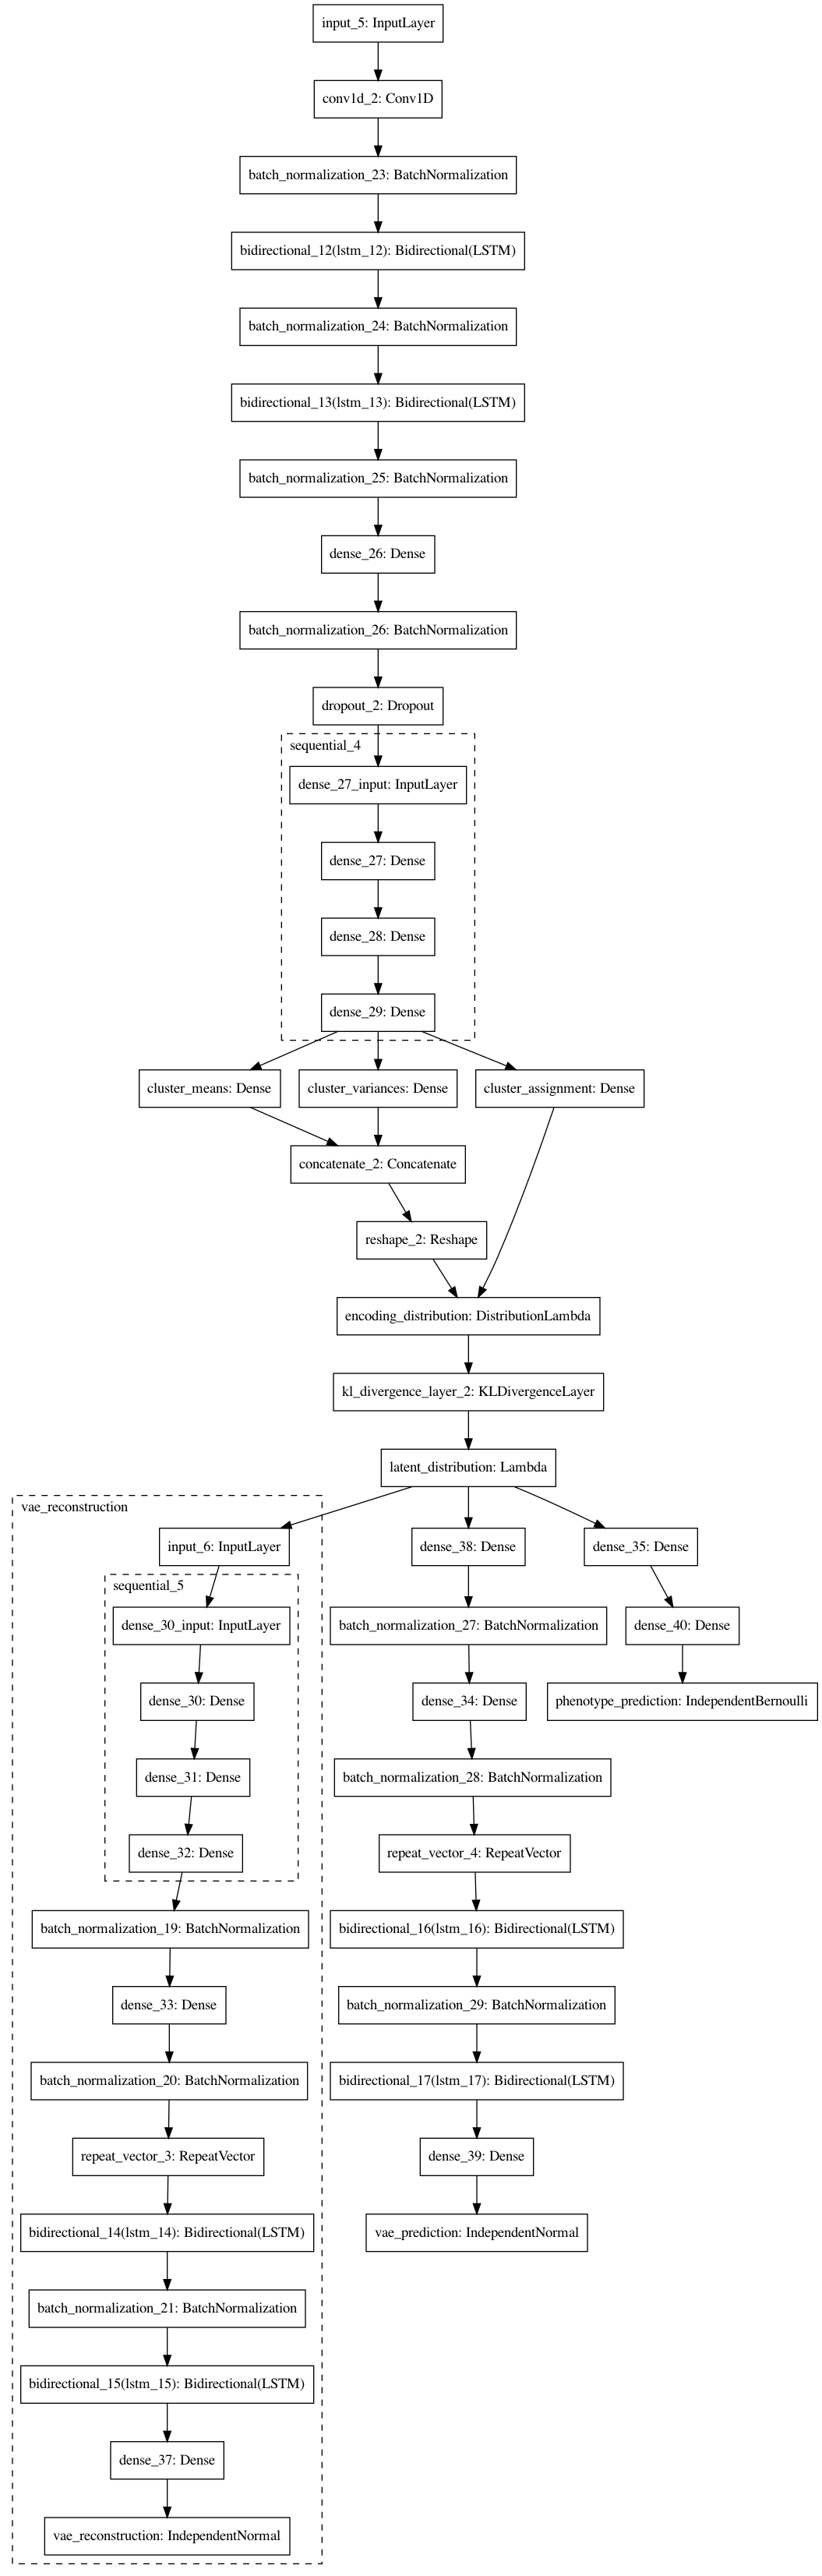 input_5: InputLayer
conv1d_2: Conv1D
batch_normalization_23: BatchNormalization
bidirectional_12(lstm_12): Bidirectional(LSTM)
batch_normalization_24: BatchNormalization
bidirectional_13(lstm_13): Bidirectional(LSTM)
batch_normalization_25: BatchNormalization
dense_26: Dense
batch_normalization_26: BatchNormalization
dropout_2: Dropout
sequential_4
dense_27_input: InputLayer
dense_27: Dense
dense_28: Dense
dense_29: Dense
cluster_means: Dense
cluster_variances: Dense
cluster_assignment: Dense
concatenate_2: Concatenate
reshape_2: Reshape
encoding_distribution: DistributionLambda
kl_divergence_layer_2: KLDivergenceLayer
latent_distribution: Lambda
vae_reconstruction
input_6: InputLayer
sequential_5
dense_30_input: InputLayer
dense_30: Dense
dense_31: Dense
dense_32: Dense
batch_normalization_19: BatchNormalization
dense_33: Dense
batch_normalization_20: BatchNormalization
repeat_vector_3: RepeatVector
bidirectional_14(lstm_14): Bidirectional(LSTM)
batch_normalization_21: BatchNormalization
bidirectional_15(lstm_15): Bidirectional(LSTM)
dense_37: Dense
vae_reconstruction: IndependentNormal
dense_38: Dense
batch_normalization_27: BatchNormalization
dense_34: Dense
batch_normalization_28: BatchNormalization
repeat_vector_4: RepeatVector
bidirectional_16(lstm_16): Bidirectional(LSTM)
batch_normalization_29: BatchNormalization
bidirectional_17(lstm_17): Bidirectional(LSTM)
dense_39: Dense
vae_prediction: IndependentNormal
dense_35: Dense
dense_40: Dense
phenotype_prediction: IndependentBernoulli